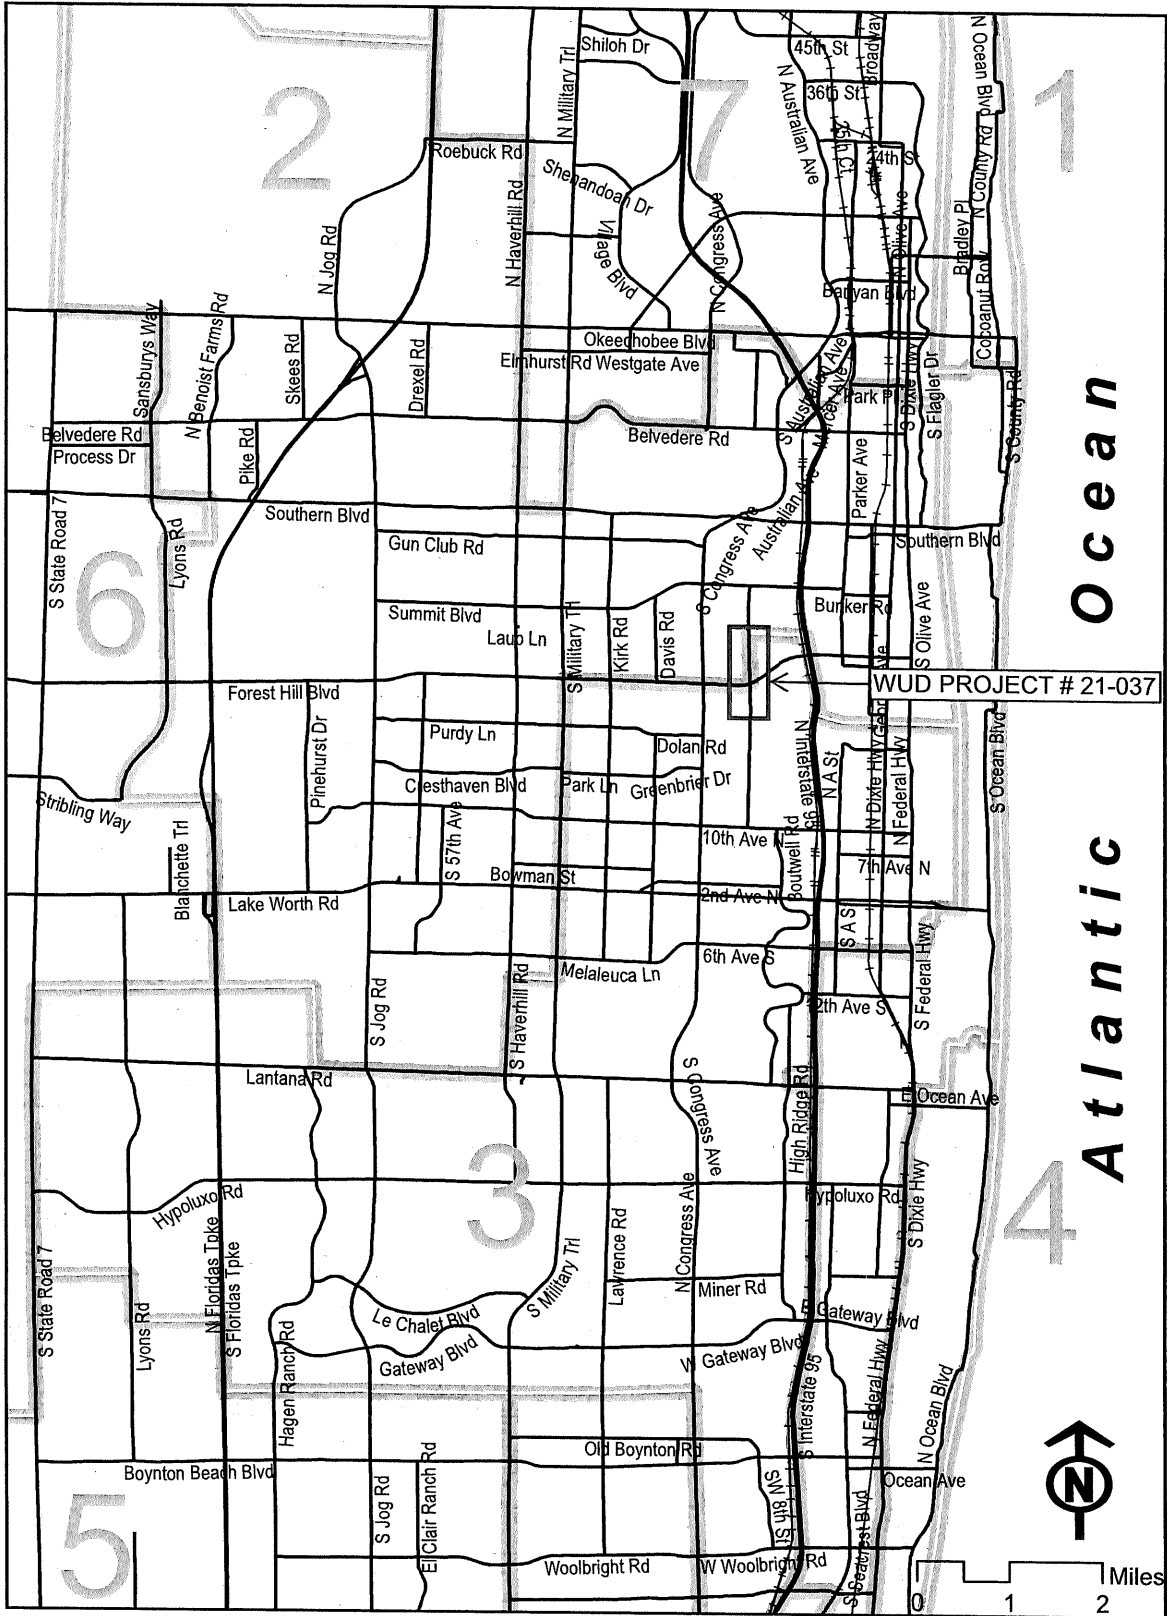 Shiloh Dr
45th St
Broadway
N Ocean Blvd
N Military Trl
N Australian Ave
36th St
2
7
1
25th Ct
24th S
Roebuck Rd
Shenandoah Dr
N County Rd
Bradley Pl
N Haverhill Rd
N Congress Ave
Village Blvd
N Olive Ave
N Jog Rd
Cocoanut Row
Banyan Blvd
Sansburys Way
N Benoist Farms Rd
Skees Rd
Drexel Rd
Okeechobee Blvd
Elmhurst Rd
Westgate Ave
S Australian Ave
Mercer Ave
Park Pl
S Dixie Hwy
S Flagler Dr
S County Rd
Belvedere Rd
Process Dr
Pike Rd
Belvedere Rd
Parker Ave
S State Road 7
Lyons Rd
Southern Blvd
Gun Club Rd
S Congress Ave
Australian Ave
Southern Blvd
6
Summit Blvd
Laub Ln
S Military Trl
Kirk Rd
Davis Rd
Bunker Rd
S Olive Ave
WUD PROJECT # 21-037
Forest Hill Blvd
Pinehurst Dr
Purdy Ln
Dolan Rd
Cresthaven Blvd
Park Ln
Greenbrier Dr
N Interstate 95
N A St
N Dixie Hwy
N Federal Hwy
S Ocean Blvd
Stribling Way
Blanchette Trl
S 57th Ave
10th Ave N
Boutwell Rd
7th Ave N
Bowman St
2nd Ave N
Lake Worth Rd
S A St
6th Ave S
Melaleuca Ln
S Federal Hwy
S Jog Rd
S Haverhill Rd
12th Ave S
Lantana Rd
S Congress Ave
High Ridge Rd
E Ocean Ave
3
4
Hypoluxo Rd
Hypoluxo Rd
S Dixie Hwy
N Floridas Tpke
S Floridas Tpke
Lawrence Rd
N Congress Ave
S State Road 7
Lyons Rd
S Military Trl
Miner Rd
Le Chalet Blvd
E Gateway Blvd
Hagen Ranch Rd
Gateway Blvd
W Gateway Blvd
S Interstate 95
N Federal Hwy
N Ocean Blvd
Old Boynton Rd
Boynton Beach Blvd
Ocean Ave
S Jog Rd
El Clair Ranch Rd
SW 8th St
S Seacrest Blvd
5
Woolbright Rd
W Woolbright Rd
Atlantic Ocean
N
Miles
0 1 2